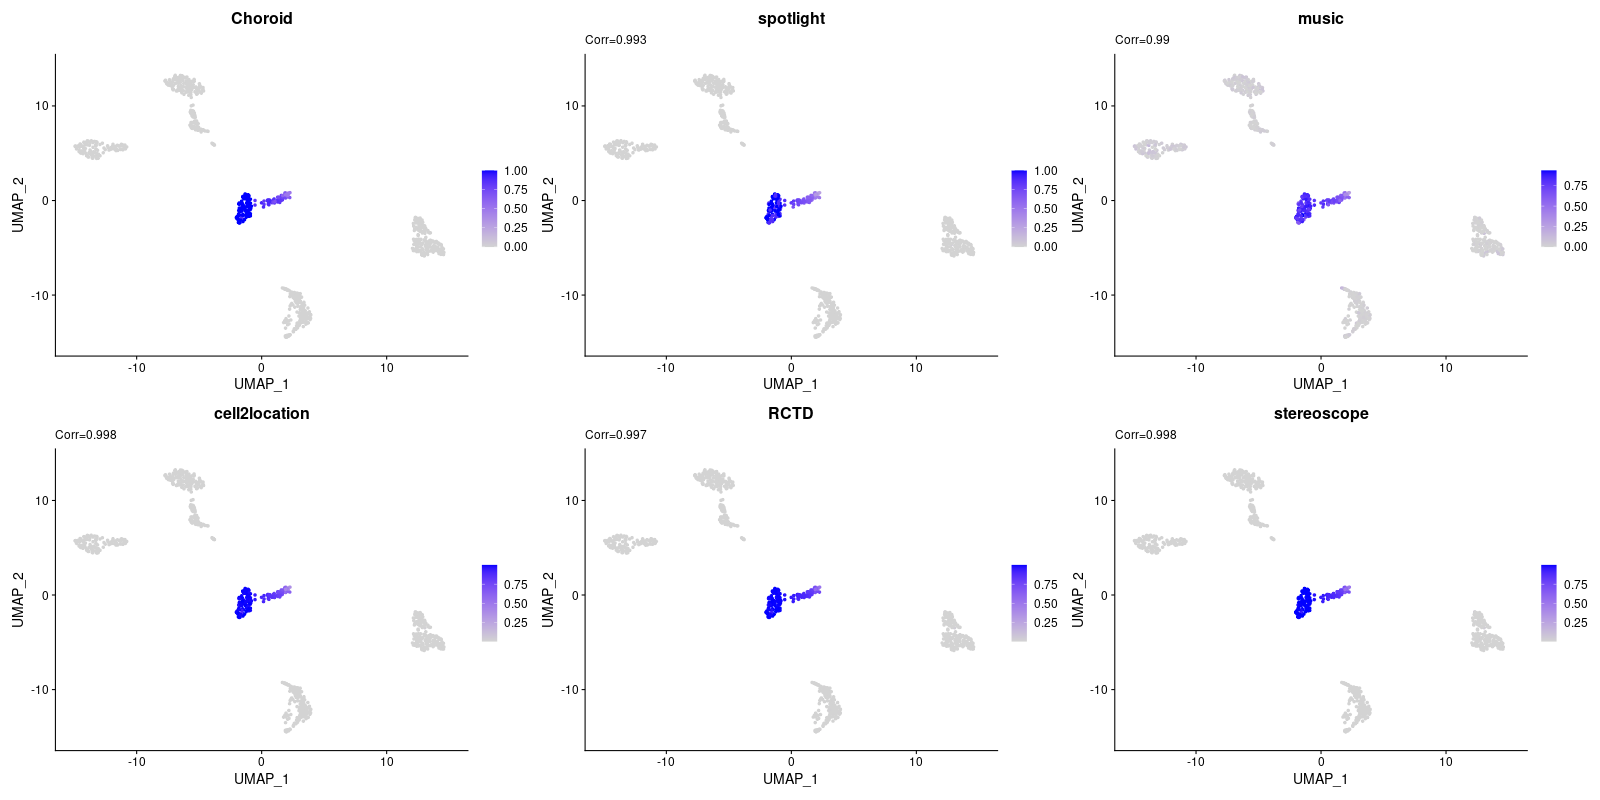 Choroid
10
0
-10
-10
0
10
UMAP_1
UMAP_2
1.00
0.75
0.50
0.25
0.00
spotlight
Corr=0.993
10
0
-10
-10
0
10
UMAP_1
UMAP_2
1.00
0.75
0.50
0.25
0.00
music
Corr=0.99
10
0
-10
-10
0
10
UMAP_1
UMAP_2
0.75
0.50
0.25
0.00
cell2location
Corr=0.998
10
0
-10
-10
0
10
UMAP_1
UMAP_2
0.75
0.50
0.25
RCTD
Corr=0.997
10
0
-10
-10
0
10
UMAP_1
UMAP_2
0.75
0.50
0.25
stereoscope
Corr=0.998
10
0
-10
-10
0
10
UMAP_1
UMAP_2
0.75
0.50
0.25